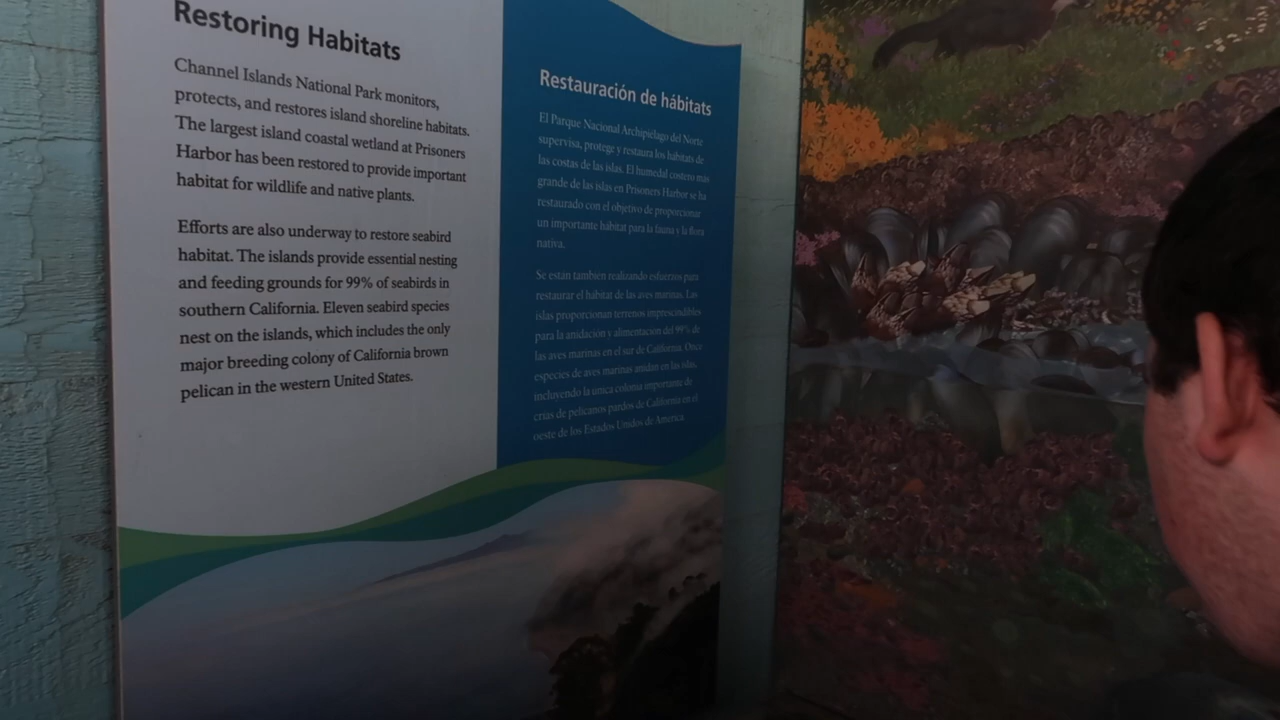 Restoring Habitats
Channel Islands National Park monitors,
protects, and restores island shoreline habitats.
The largest island coastal wetland at Prisoners
Harbor has been restored to provide important
habitat for wildlife and native plants.
Efforts are also underway to restore seabird
habitat. The islands provide essential nesting
and feeding grounds for 99% of seabirds in
southern California. Eleven seabird species
nest on the islands, which includes the only
major breeding colony of California brown
pelican in the western United States.
Restauración de hábitats
El Parque Nacional Archipielago del Norte
supervisa, protege y restaura los hábitats de
las costas de las islas. El humedal costero más
grande de las islas en Prisoners Harbor se ha
restaurado con el objetivo de proporcionar
un importante hábitat para la fauna y la flora
nativa.
Se están también realizando esfuerzos para
restaurar el hábitat de las aves marinas. Las
islas proporcionan terrenos imprescindibles
para la anidación y alimentación del 99% de
las aves marinas en el sur de California. Once
especies de aves marinas anidan en las islas,
incluyendo la única colonia importante de
crías de pelícanos pardos de California en el
oeste de los Estados Unidos de América.